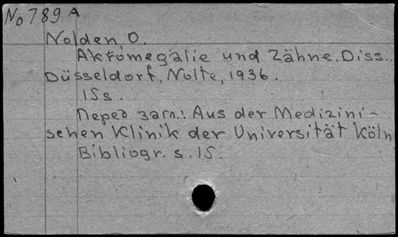 No 789 A
Nolden, O.
Akromegalie und Zähne. Diss..
Düsseldorf, Nolte, 1936.
15s.
Перед загл.: Aus der Medizini-
schen Klinik der Universität Köln
Bibliogr. s. 15.